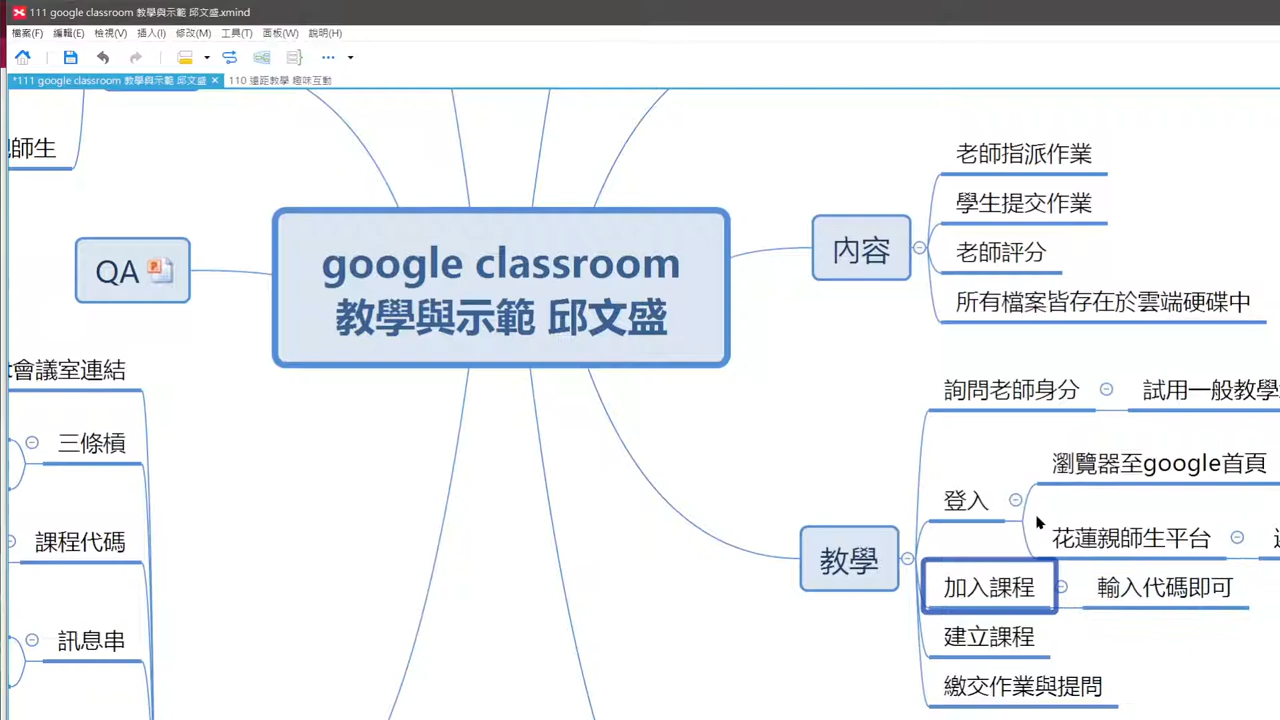 111 google classroom 教學與示範 邱文盛.xmind
檔案(F) 編輯(E) 檢視(V) 插入(I) 修改(M) 工具(T) 面板(W) 說明(H)
*111 google classroom 教學與示範 邱文盛 × 110 遠距教學 趣味互動
師生
QA
google classroom
教學與示範 邱文盛
內容
老師指派作業
學生提交作業
老師評分
所有檔案皆存在於雲端硬碟中
會議室連結
三條槓
課程代碼
訊息串
教學
詢問老師身分
試用一般教學
登入
瀏覽器至google首頁
花蓮親師生平台
加入課程
輸入代碼即可
建立課程
繳交作業與提問